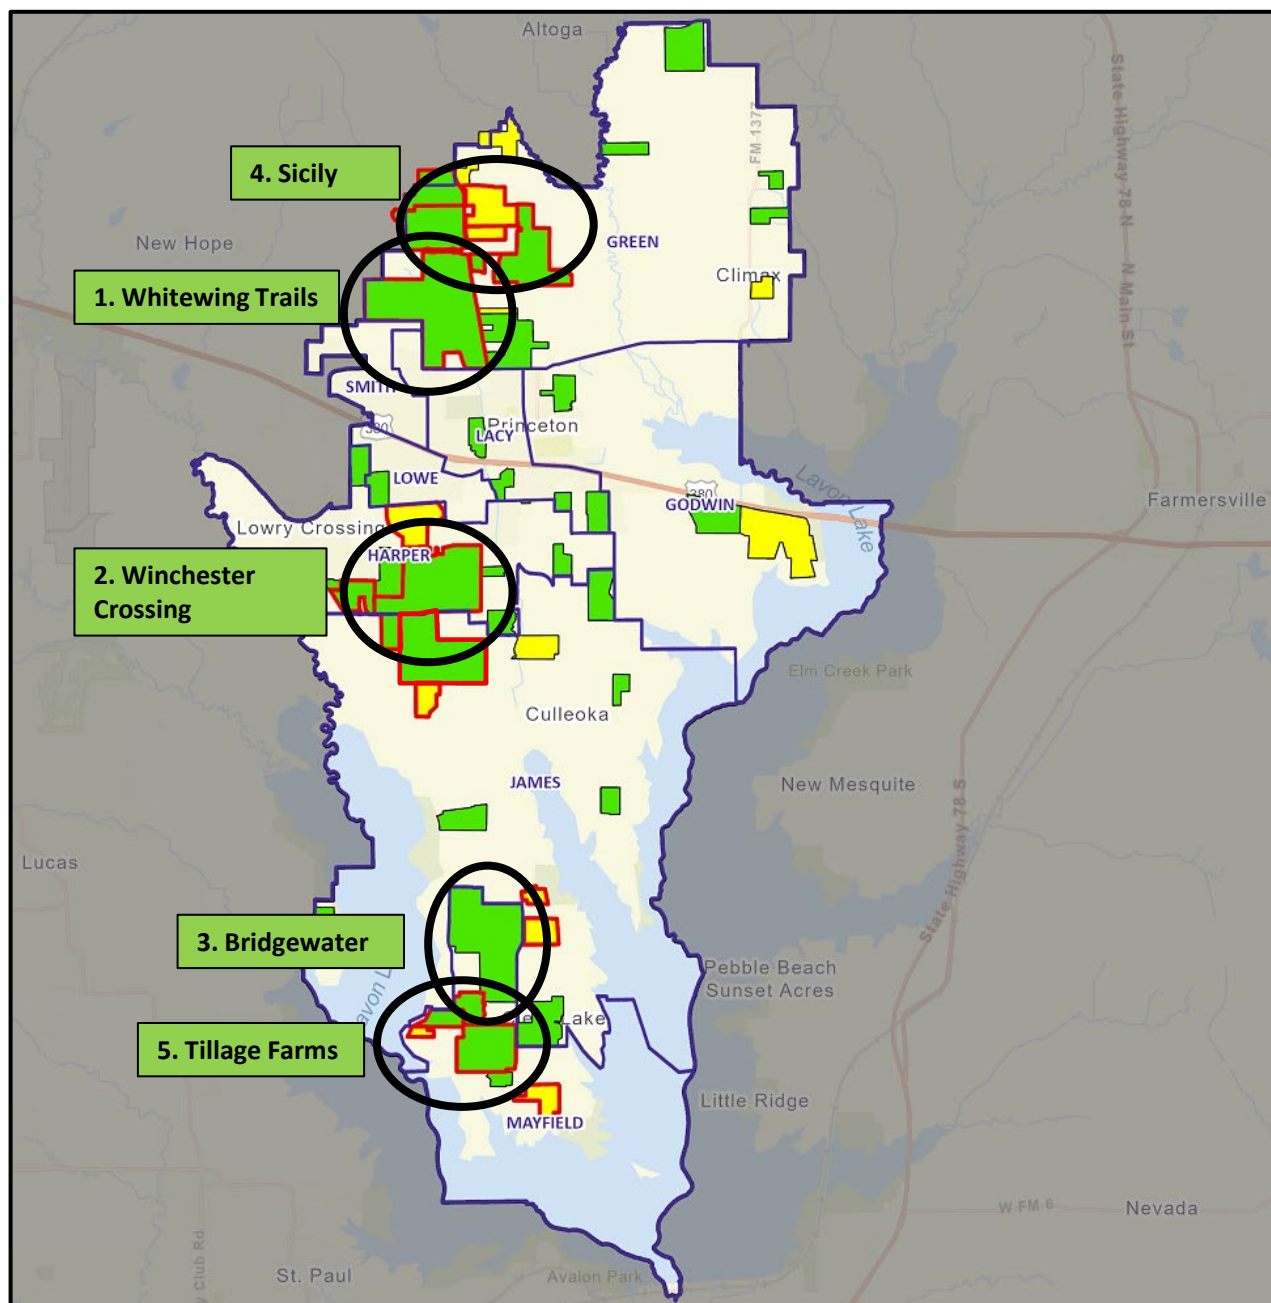 Altoga
State Highway 78 N
FM 1377
4. Sicily
New Hope
GREEN
Climax
N Main St
1. Whitewing Trails
SMITH
380
Princeton
LACY
LOWE
Lavon Lake
380
GODWIN
Farmersville
Lowry Crossing
HARPER
2. Winchester
Crossing
Elm Creek Park
Culleoka
JAMES
New Mesquite
State Highway 78 S
Lucas
3. Bridgewater
Pebble Beach
Sunset Acres
Lake
5. Tillage Farms
Little Ridge
MAYFIELD
W FM 6
Nevada
St. Paul
Avalon Park
Club Rd